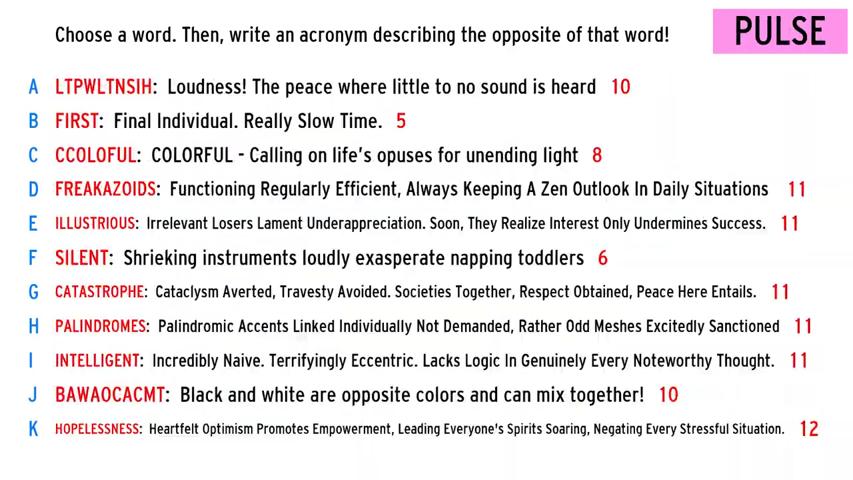 Choose a word. Then, write an acronym describing the opposite of that word!
PULSE
A LTPWLTNSIH: Loudness! The peace where little to no sound is heard 10
B FIRST: Final Individual. Really Slow Time. 5
C CCOLOFUL: COLORFUL - Calling on life's opuses for unending light 8
D FREAKAZOIDS: Functioning Regularly Efficient, Always Keeping A Zen Outlook In Daily Situations 11
E ILLUSTRIOUS: Irrelevant Losers Lament Underappreciation. Soon, They Realize Interest Only Undermines Success. 11
F SILENT: Shrieking instruments loudly exasperate napping toddlers 6
G CATASTROPHE: Cataclysm Averted, Travesty Avoided. Societies Together, Respect Obtained, Peace Here Entails. 11
H PALINDROMES: Palindromic Accents Linked Individually Not Demanded, Rather Odd Meshes Excitedly Sanctioned 11
I INTELLIGENT: Incredibly Naive. Terrifyingly Eccentric. Lacks Logic In Genuinely Every Noteworthy Thought. 11
J BAWAOCACMT: Black and white are opposite colors and can mix together! 10
K HOPELESSNESS: Heartfelt Optimism Promotes Empowerment, Leading Everyone's Spirits Soaring, Negating Every Stressful Situation. 12